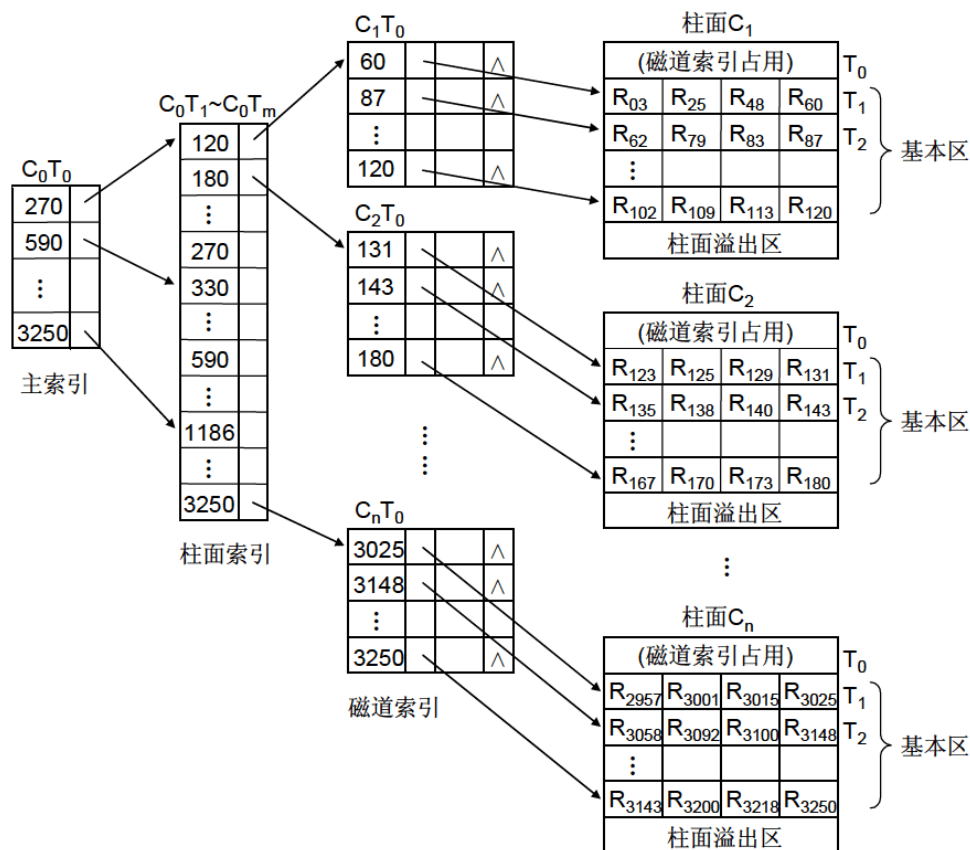 C₀T₀
270
590
⋮
3250
主索引
C₀T₁~C₀Tₘ
120
180
⋮
270
330
⋮
590
⋮
1186
⋮
3250
柱面索引
C₁T₀
60 ∧
87 ∧
⋮
120 ∧
C₂T₀
131 ∧
143 ∧
⋮
180 ∧
⋮
⋮
CₙT₀
3025 ∧
3148 ∧
⋮
3250 ∧
磁道索引
柱面C₁
(磁道索引占用) T₀
R₀₃ R₂₅ R₄₈ R₆₀ T₁
R₆₂ R₇₉ R₈₃ R₈₇ T₂
⋮
R₁₀₂ R₁₀₉ R₁₁₃ R₁₂₀
柱面溢出区
基本区
柱面C₂
(磁道索引占用) T₀
R₁₂₃ R₁₂₅ R₁₂₉ R₁₃₁ T₁
R₁₃₅ R₁₃₈ R₁₄₀ R₁₄₃ T₂
⋮
R₁₆₇ R₁₇₀ R₁₇₃ R₁₈₀
柱面溢出区
基本区
⋮
柱面Cₙ
(磁道索引占用) T₀
R₂₉₅₇ R₃₀₀₁ R₃₀₁₅ R₃₀₂₅ T₁
R₃₀₅₈ R₃₀₉₂ R₃₁₀₀ R₃₁₄₈ T₂
⋮
R₃₁₄₃ R₃₂₀₀ R₃₂₁₈ R₃₂₅₀
柱面溢出区
基本区